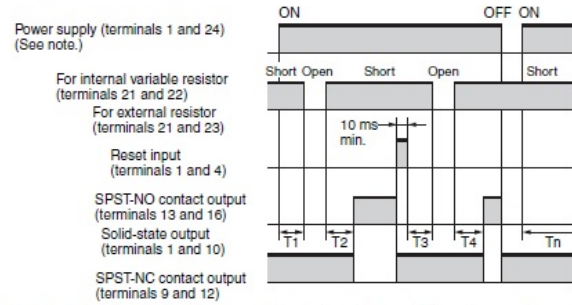 ON OFF ON
Power supply (terminals 1 and 24)
(See note.)
Short Open Short Open Short
For internal variable resistor
(terminals 21 and 22)
For external resistor
(terminals 21 and 23)
10 ms
min.
Reset input
(terminals 1 and 4)
SPST-NO contact output
(terminals 13 and 16)
Solid-state output
(terminals 1 and 10)
T1 T2 T3 T4 Tn
SPST-NC contact output
(terminals 9 and 12)